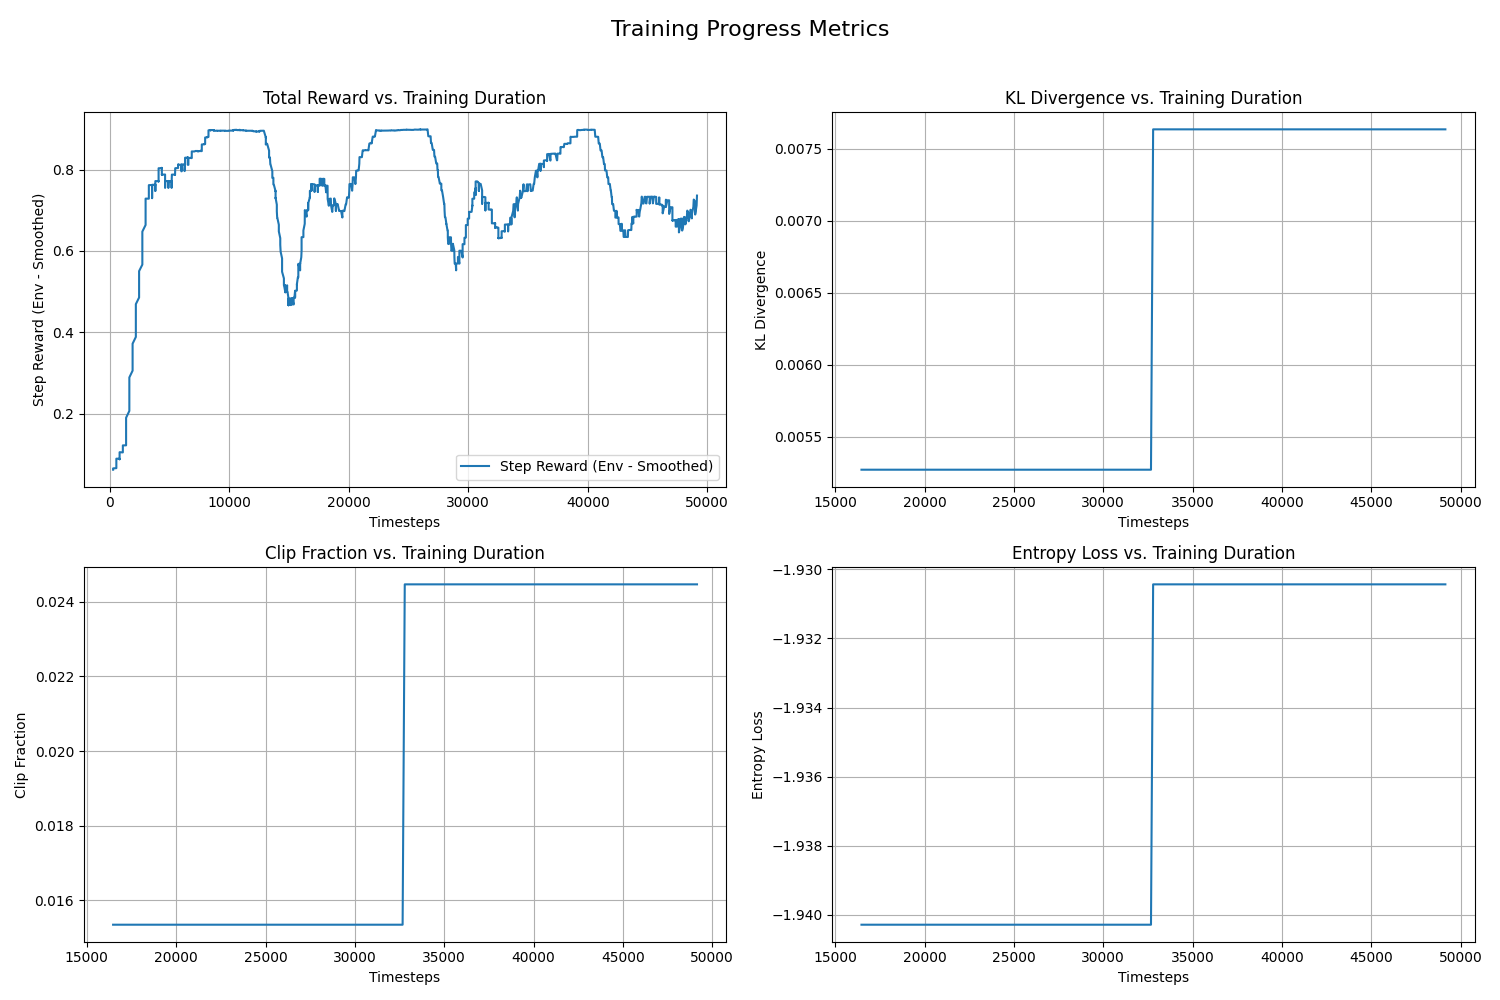 Training Progress Metrics
Total Reward vs. Training Duration
Step Reward (Env - Smoothed)
0.8
0.6
0.4
0.2
Step Reward (Env - Smoothed)
0 10000 20000 30000 40000 50000
Timesteps
KL Divergence vs. Training Duration
KL Divergence
0.0075
0.0070
0.0065
0.0060
0.0055
15000 20000 25000 30000 35000 40000 45000 50000
Timesteps
Clip Fraction vs. Training Duration
Clip Fraction
0.024
0.022
0.020
0.018
0.016
15000 20000 25000 30000 35000 40000 45000 50000
Timesteps
Entropy Loss vs. Training Duration
Entropy Loss
−1.930
−1.932
−1.934
−1.936
−1.938
−1.940
15000 20000 25000 30000 35000 40000 45000 50000
Timesteps